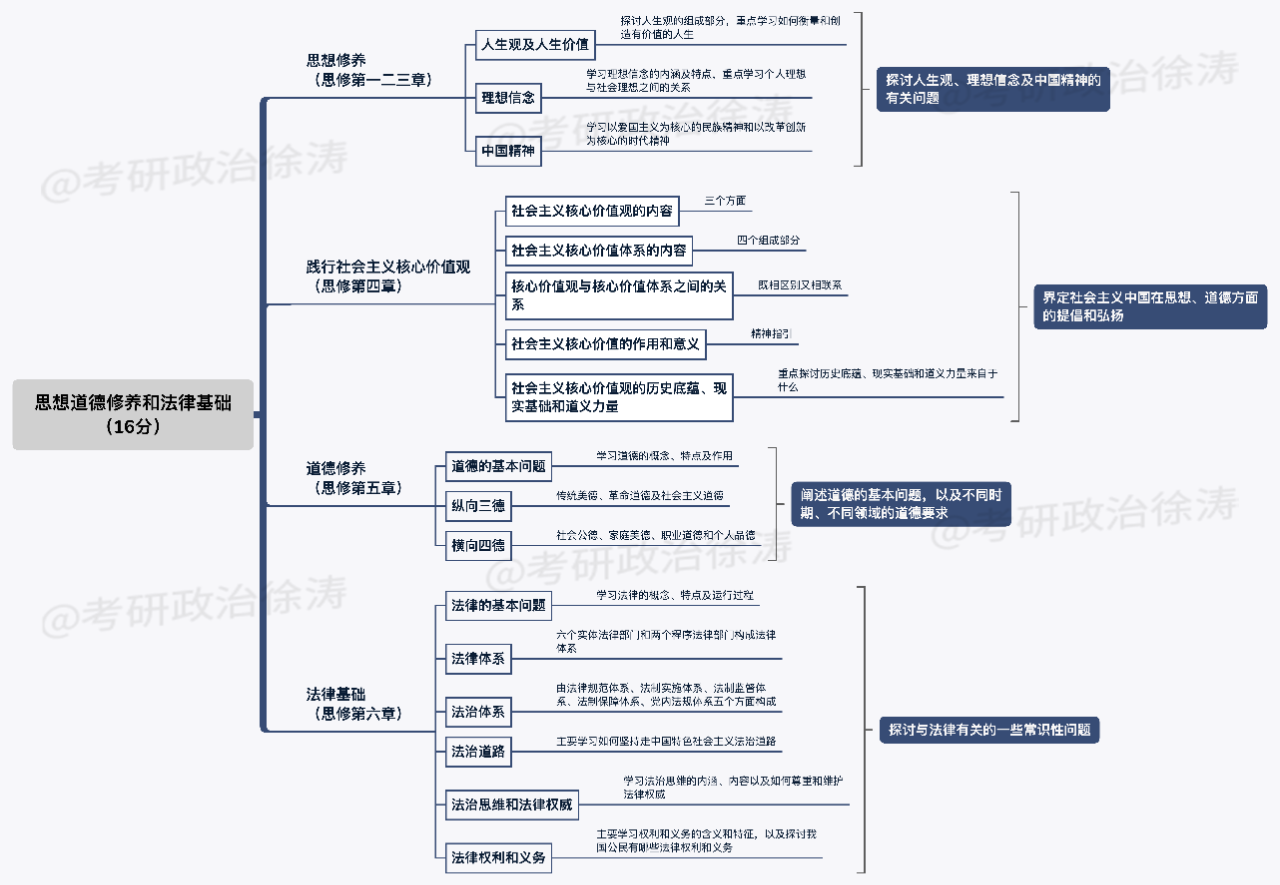 思想道德修养和法律基础
（16分）
思想修养
（思修第一二三章）
人生观及人生价值
探讨人生观的组成部分，重点学习如何衡量和创
造有价值的人生
理想信念
学习理想信念的内涵及特点，重点学习个人理想
与社会理想之间的关系
中国精神
学习以爱国主义为核心的民族精神和以改革创新
为核心的时代精神
探讨人生观、理想信念及中国精神的
有关问题
践行社会主义核心价值观
（思修第四章）
社会主义核心价值观的内容
三个方面
社会主义核心价值体系的内容
四个组成部分
核心价值观与核心价值体系之间的关
系
既相区别又相联系
社会主义核心价值的作用和意义
精神指引
社会主义核心价值观的历史底蕴、现
实基础和道义力量
重点探讨历史底蕴、现实基础和道义力量来自于
什么
界定社会主义中国在思想、道德方面
的提倡和弘扬
道德修养
（思修第五章）
道德的基本问题
学习道德的概念、特点及作用
纵向三德
传统美德、革命道德及社会主义道德
横向四德
社会公德、家庭美德、职业道德和个人品德
阐述道德的基本问题，以及不同时
期、不同领域的道德要求
法律基础
（思修第六章）
法律的基本问题
学习法律的概念、特点及运行过程
法律体系
六个实体法律部门和两个程序法律部门构成法律
体系
法治体系
由法律规范体系、法制实施体系、法制监督体
系、法制保障体系、党内法规体系五个方面构成
法治道路
主要学习如何坚持走中国特色社会主义法治道路
法治思维和法律权威
学习法治思维的内涵、内容以及如何尊重和维护
法律权威
法律权利和义务
主要学习权利和义务的含义和特征，以及探讨我
国公民有哪些法律权利和义务
探讨与法律有关的一些常识性问题
@考研政治徐涛
@考研政治徐涛
@考研政治徐涛
@考研政治徐涛
@考研政治徐涛
@考研政治徐涛